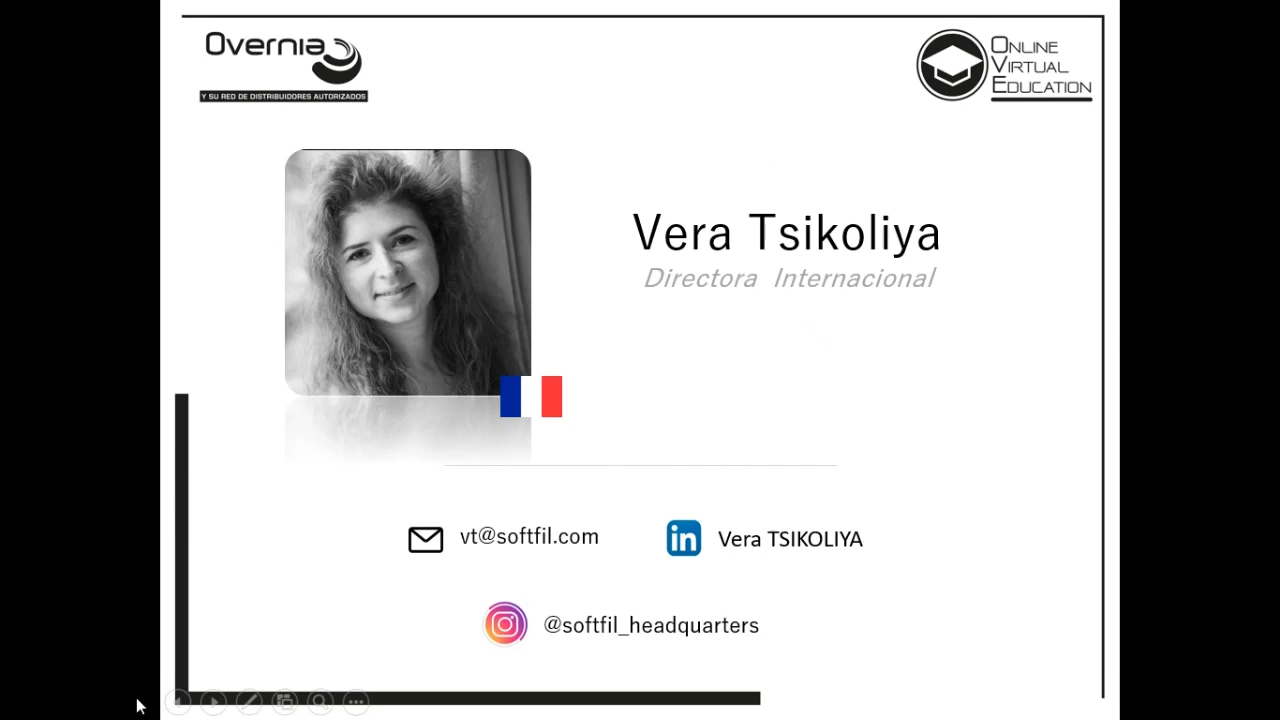 Overnia
Y SU RED DE DISTRIBUIDORES AUTORIZADOS
ONLINE
VIRTUAL
EDUCATION
Vera Tsikoliya
Directora Internacional
vt@softfil.com
in
Vera TSIKOLIYA
@softfil_headquarters